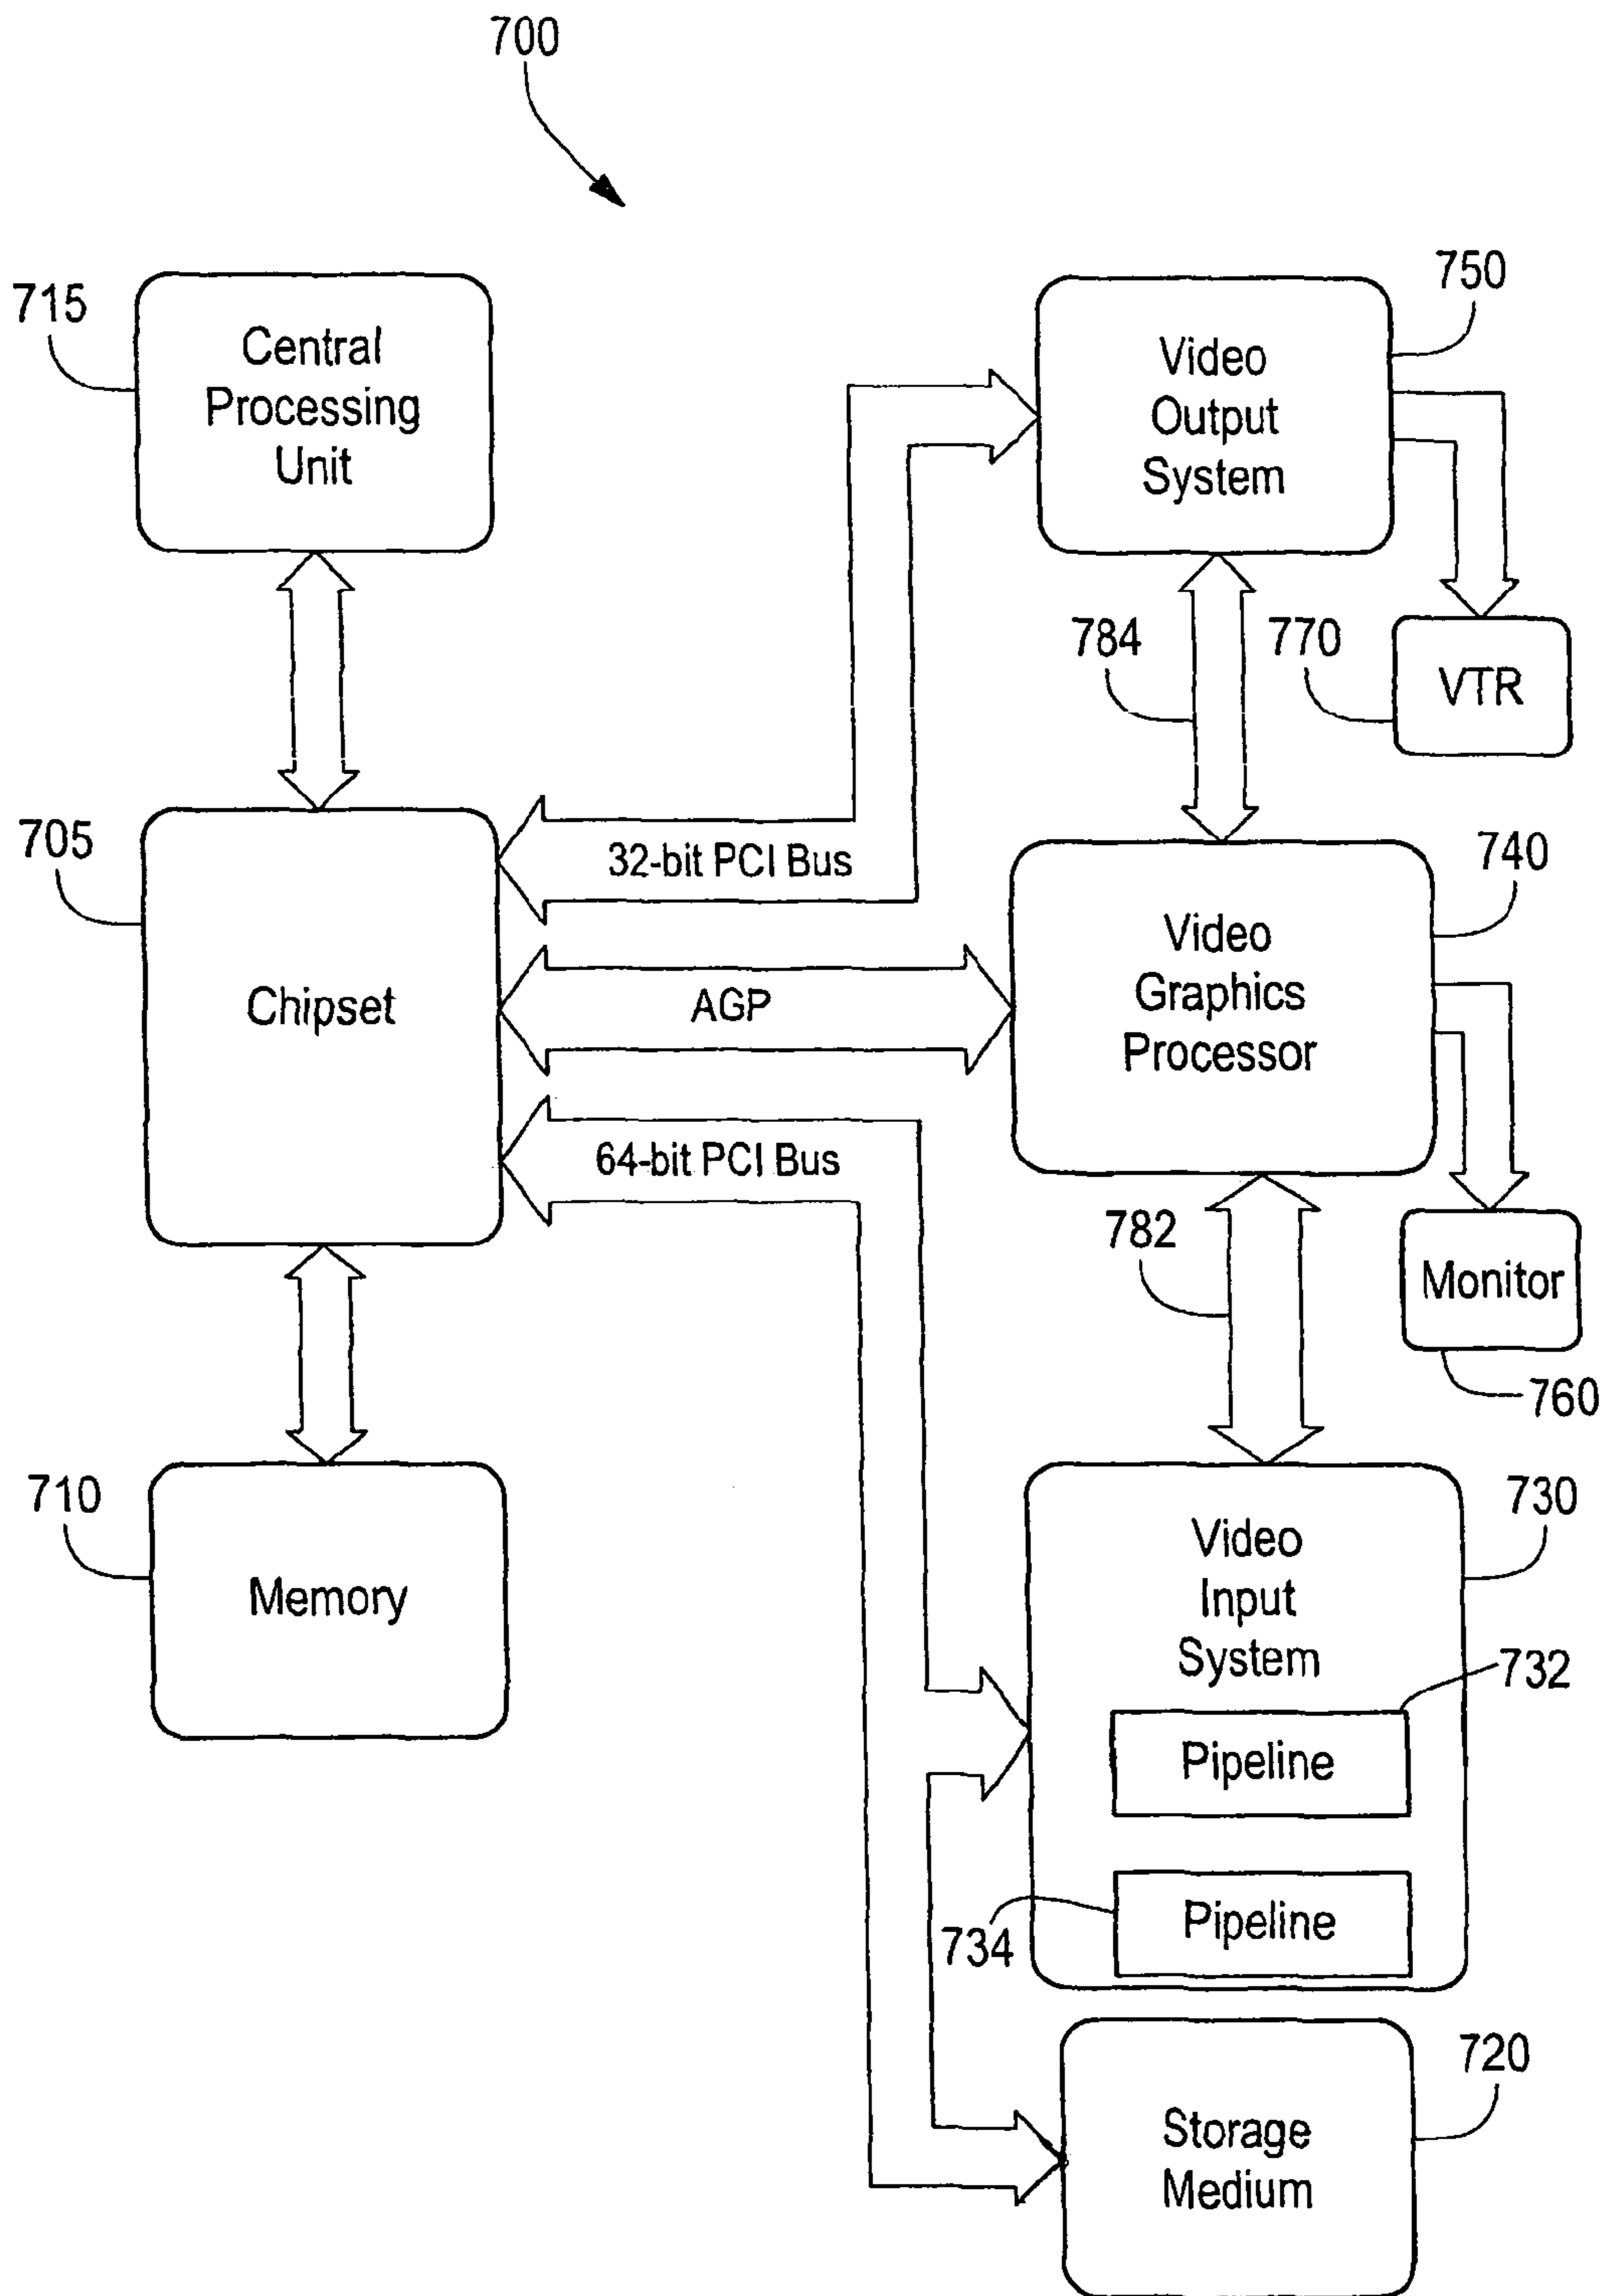 700
715
Central
Processing
Unit
750
Video
Output
System
784
770
VTR
705
Chipset
32-bit PCI Bus
AGP
64-bit PCI Bus
740
Video
Graphics
Processor
782
Monitor
760
710
Memory
730
Video
Input
System
732
Pipeline
734
Pipeline
720
Storage
Medium